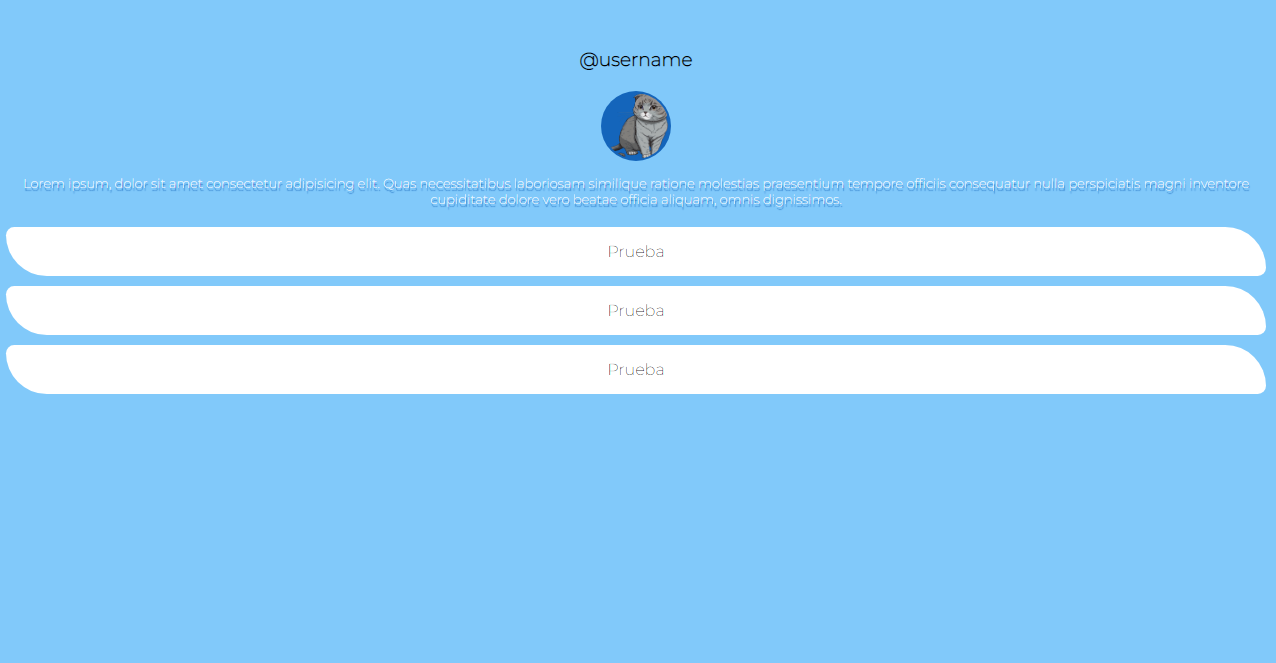 @username
Lorem ipsum, dolor sit amet consectetur adipisicing elit. Quas necessitatibus laboriosam similique ratione molestias praesentium tempore officiis consequatur nulla perspiciatis magni inventore
cupiditate dolore vero beatae officia aliquam, omnis dignissimos.
Prueba
Prueba
Prueba